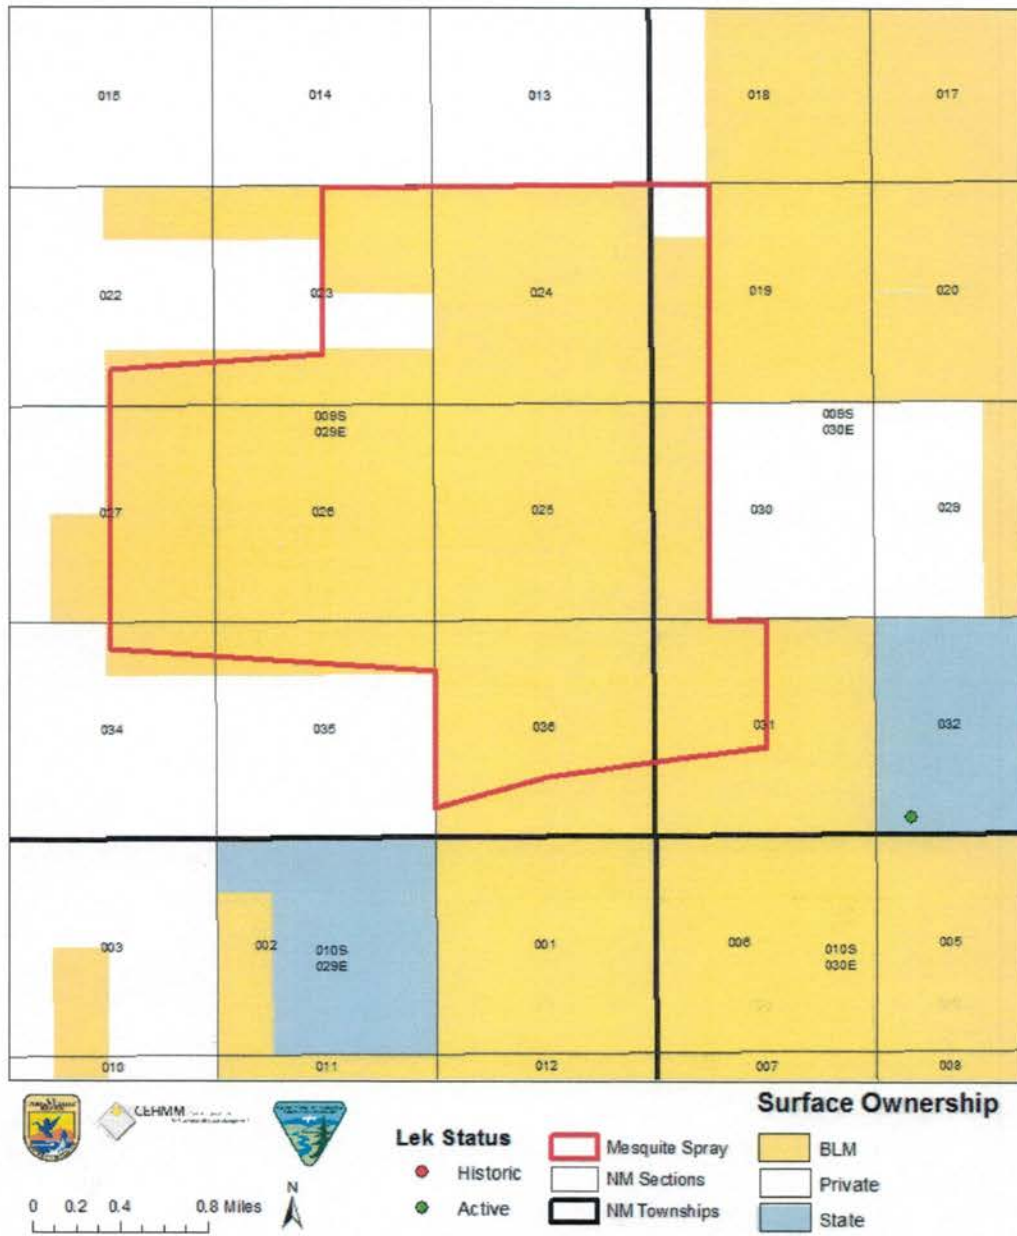 015 014 013 018 017
022 023 024 019 020
009S
029E
009S
030E
027 026 025 030 029
034 035 036 031 032
003 002 001 006 005
010S
029E
010S
030E
010 011 012 007 008
CEHMM
Surface Ownership
Lek Status
Historic
Active
Mesquite Spray
NM Sections
NM Townships
BLM
Private
State
N
0 0.2 0.4 0.8 Miles